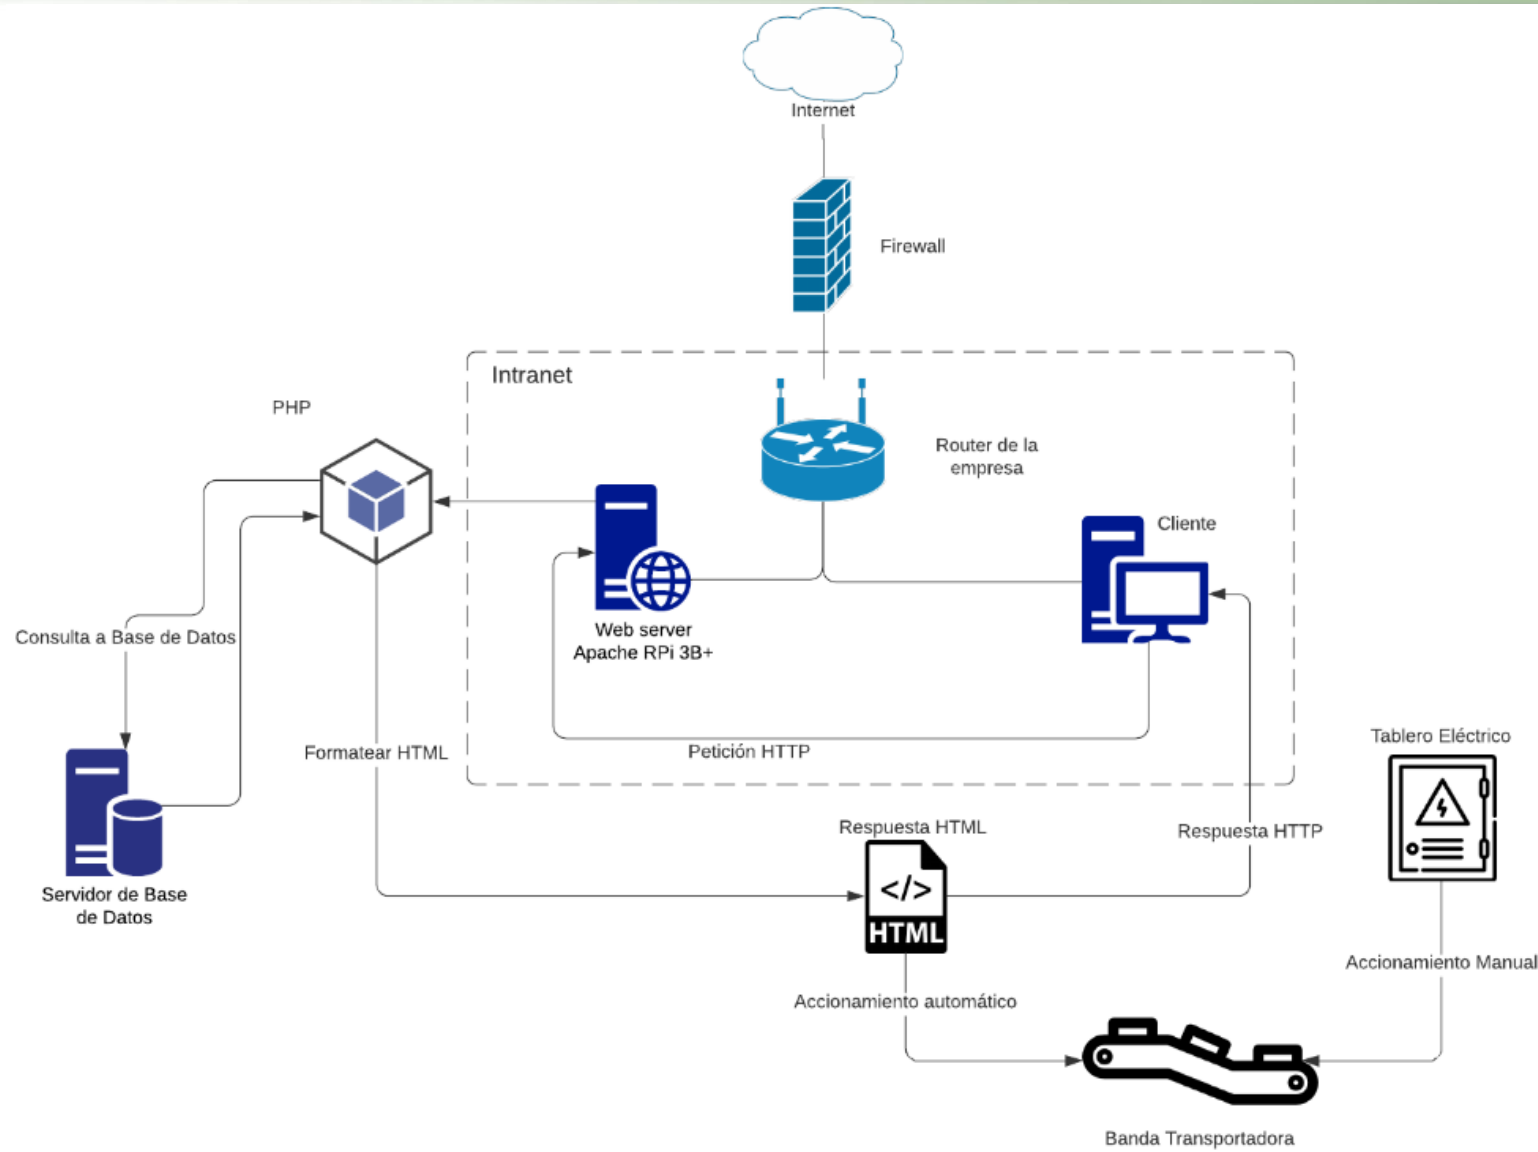 Internet
Firewall
Intranet
PHP
Router de la
empresa
Cliente
Web server
Apache RPi 3B+
Consulta a Base de Datos
Formatear HTML
Petición HTTP
Tablero Eléctrico
Respuesta HTML
Respuesta HTTP
</>
HTML
Servidor de Base
de Datos
Accionamiento Manual
Accionamiento automático
Banda Transportadora